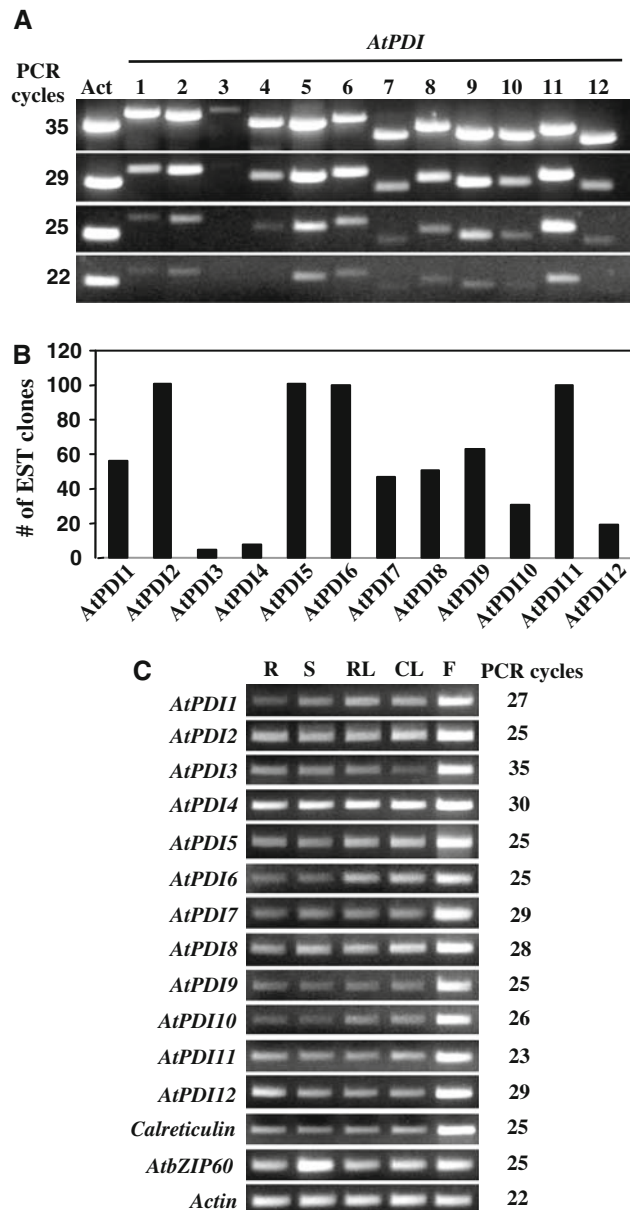 A
AtPDI
PCR cycles
Act 1 2 3 4 5 6 7 8 9 10 11 12
35
29
25
22
B
# of EST clones
120
100
80
60
40
20
0
AtPDI1 AtPDI2 AtPDI3 AtPDI4 AtPDI5 AtPDI6 AtPDI7 AtPDI8 AtPDI9 AtPDI10 AtPDI11 AtPDI12
C
R S RL CL F PCR cycles
AtPDI1 27
AtPDI2 25
AtPDI3 35
AtPDI4 30
AtPDI5 25
AtPDI6 25
AtPDI7 29
AtPDI8 28
AtPDI9 25
AtPDI10 26
AtPDI11 23
AtPDI12 29
Calreticulin 25
AtbZIP60 25
Actin 22